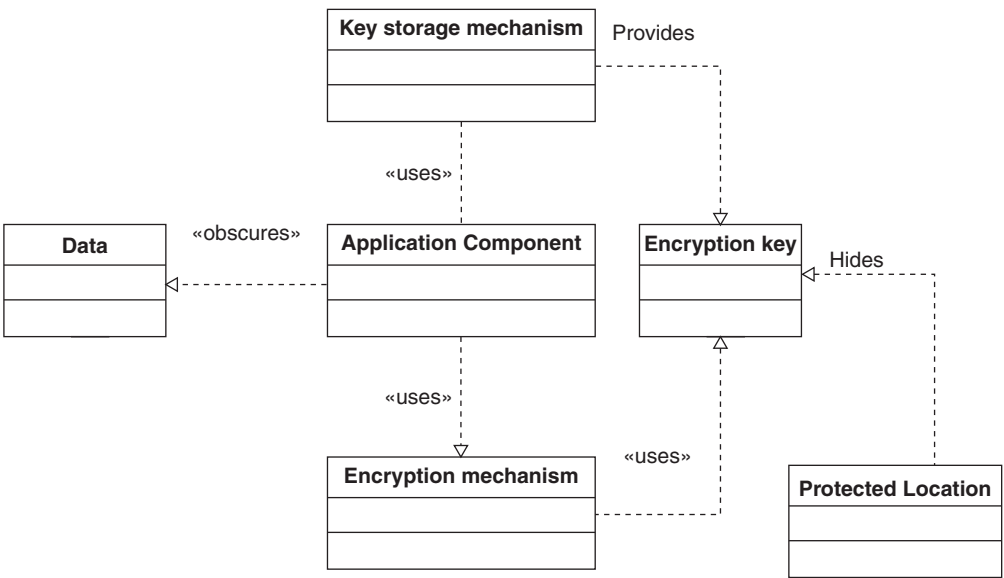 Key storage mechanism
Provides
«uses»
Data
«obscures»
Application Component
Encryption key
Hides
«uses»
Encryption mechanism
«uses»
Protected Location